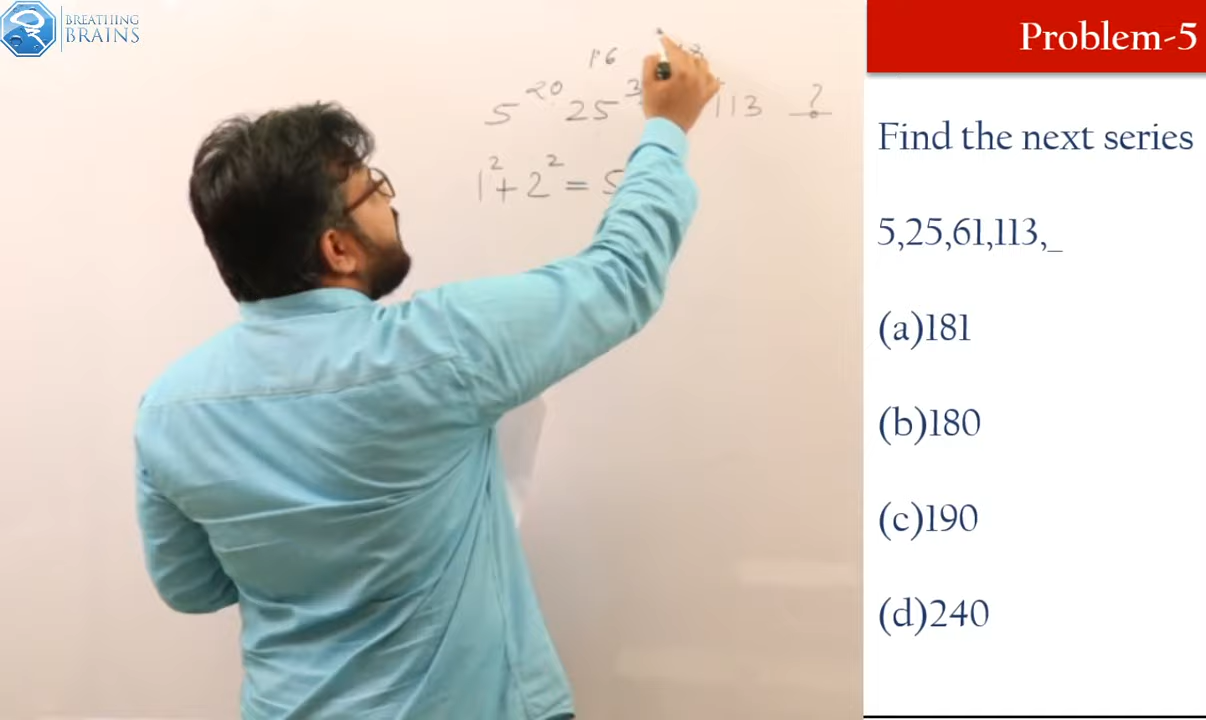 BREATHING
BRAINS
Problem-5
Find the next series
5,25,61,113,_
(a)181
(b)180
(c)190
(d)240
16
5 20 25 3 113 ?
1² + 2² = 5